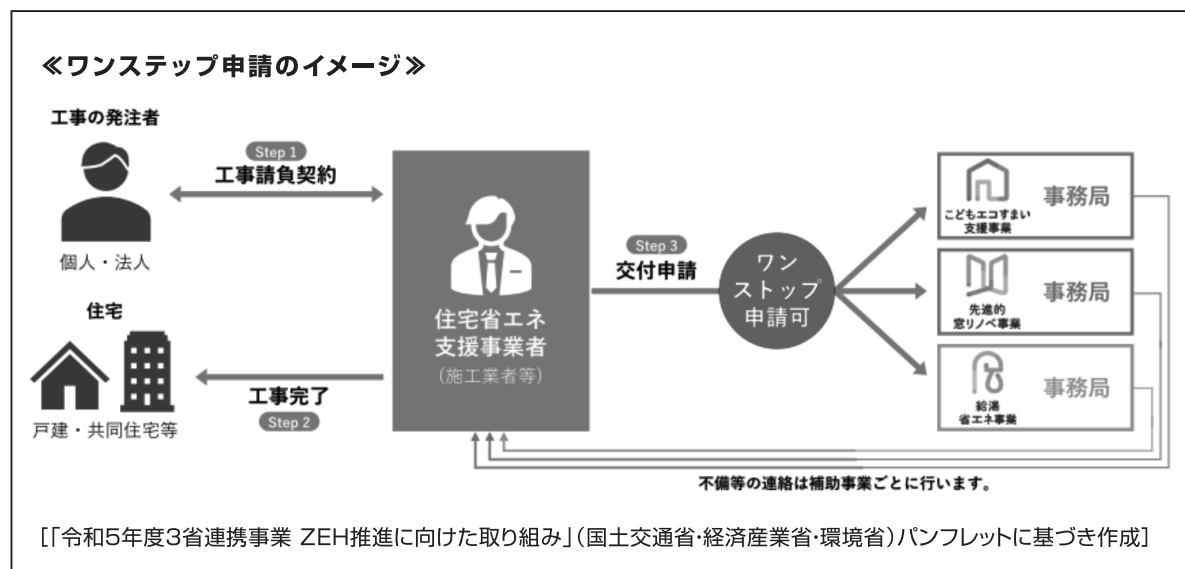 ≪ワンステップ申請のイメージ≫
工事の発注者
個人・法人
Step 1
工事請負契約
住宅
戸建・共同住宅等
工事完了
Step 2
住宅省エネ
支援事業者
(施工業者等)
Step 3
交付申請
ワン
ストップ
申請可
こどもエコすまい
支援事業
事務局
先進的
窓リノベ事業
事務局
給湯
省エネ事業
事務局
不備等の連絡は補助事業ごとに行います。
[「令和5年度3省連携事業 ZEH推進に向けた取り組み」(国土交通省・経済産業省・環境省)パンフレットに基づき作成]